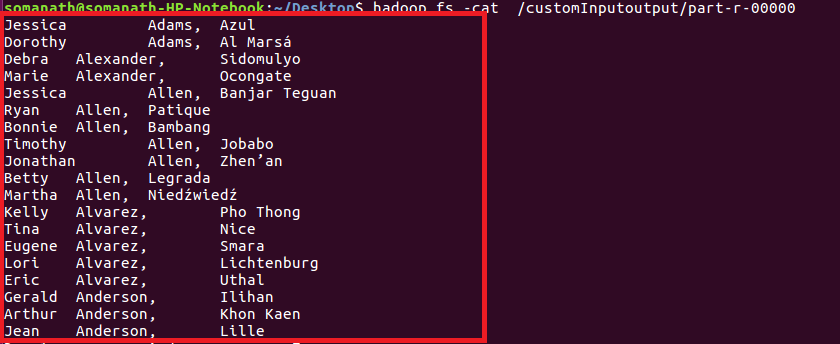 somanath@somanath-HP-Notebook:~/Desktop$ hadoop fs -cat  /customInputoutput/part-r-00000
Jessica         Adams,  Azul
Dorothy         Adams,  Al Marsá
Debra   Alexander,      Sidomulyo
Marie   Alexander,      Ocongate
Jessica         Allen,  Banjar Teguan
Ryan    Allen,  Patique
Bonnie  Allen,  Bambang
Timothy         Allen,  Jobabo
Jonathan        Allen,  Zhen’an
Betty   Allen,  Legrada
Martha  Allen,  Niedźwiedź
Kelly   Alvarez,        Pho Thong
Tina    Alvarez,        Nice
Eugene  Alvarez,        Smara
Lori    Alvarez,        Lichtenburg
Eric    Alvarez,        Uthal
Gerald  Anderson,       Ilihan
Arthur  Anderson,       Khon Kaen
Jean    Anderson,       Lille